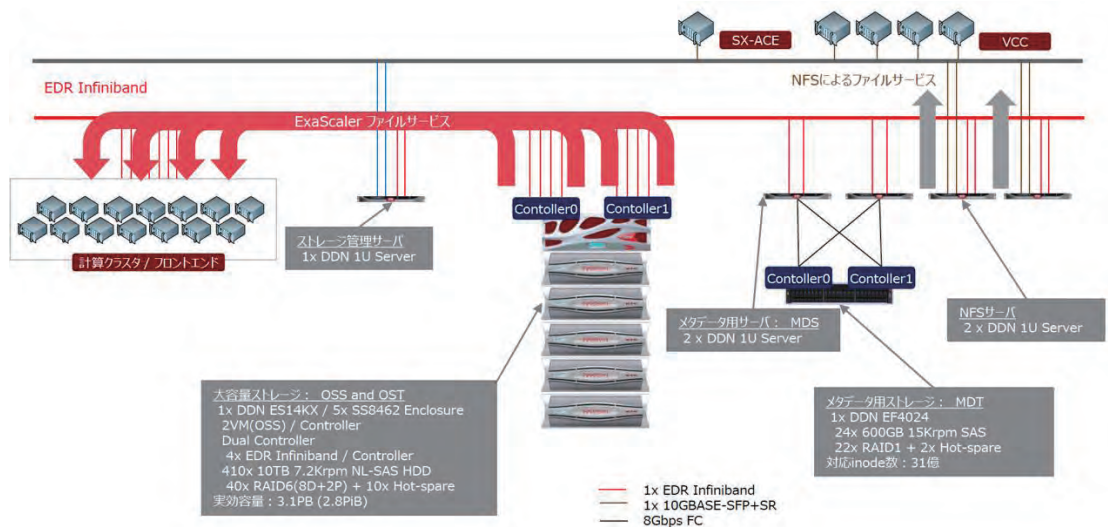 SX-ACE
VCC
EDR Infiniband
NFSによるファイルサービス
ExaScaler ファイルサービス
Contoller0
Contoller1
計算クラスタ / フロントエンド
ストレージ管理サーバ
1x DDN 1U Server
Contoller0
Contoller1
メタデータ用サーバ： MDS
2 x DDN 1U Server
NFSサーバ
2 x DDN 1U Server
大容量ストレージ： OSS and OST
1x DDN ES14KX / 5x SS8462 Enclosure
2VM(OSS) / Controller
Dual Controller
4x EDR Infiniband / Controller
410x 10TB 7.2Krpm NL-SAS HDD
40x RAID6(8D+2P) + 10x Hot-spare
実効容量：3.1PB (2.8PiB)
メタデータ用ストレージ： MDT
1x DDN EF4024
24x 600GB 15Krpm SAS
22x RAID1 + 2x Hot-spare
対応inode数：31億
1x EDR Infiniband
1x 10GBASE-SFP+SR
8Gbps FC